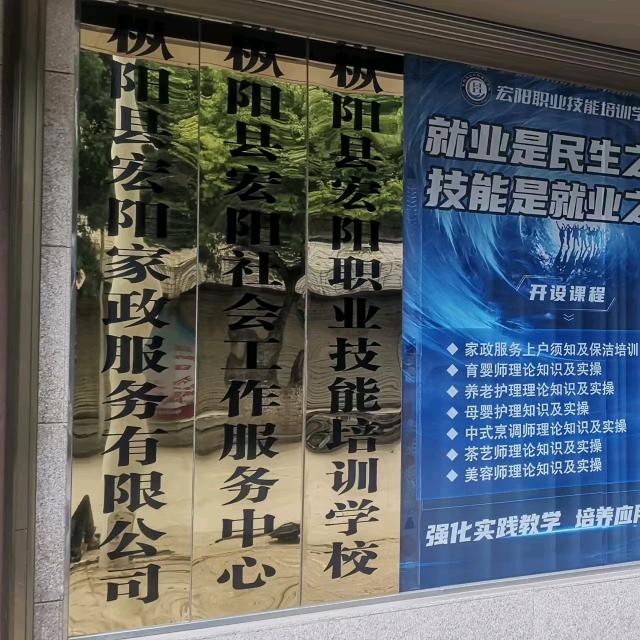 枞阳县宏阳家政服务有限公司
枞阳县宏阳社会工作服务中心
枞阳县宏阳职业技能培训学校
宏阳职业技能培训学
就业是民生之
技能是就业之
开设课程
家政服务上户须知及保洁培训
育婴师理论知识及实操
养老护理理论知识及实操
母婴护理知识及实操
中式烹调师理论知识及实操
茶艺师理论知识及实操
美容师理论知识及实操
强化实践教学 培养应用